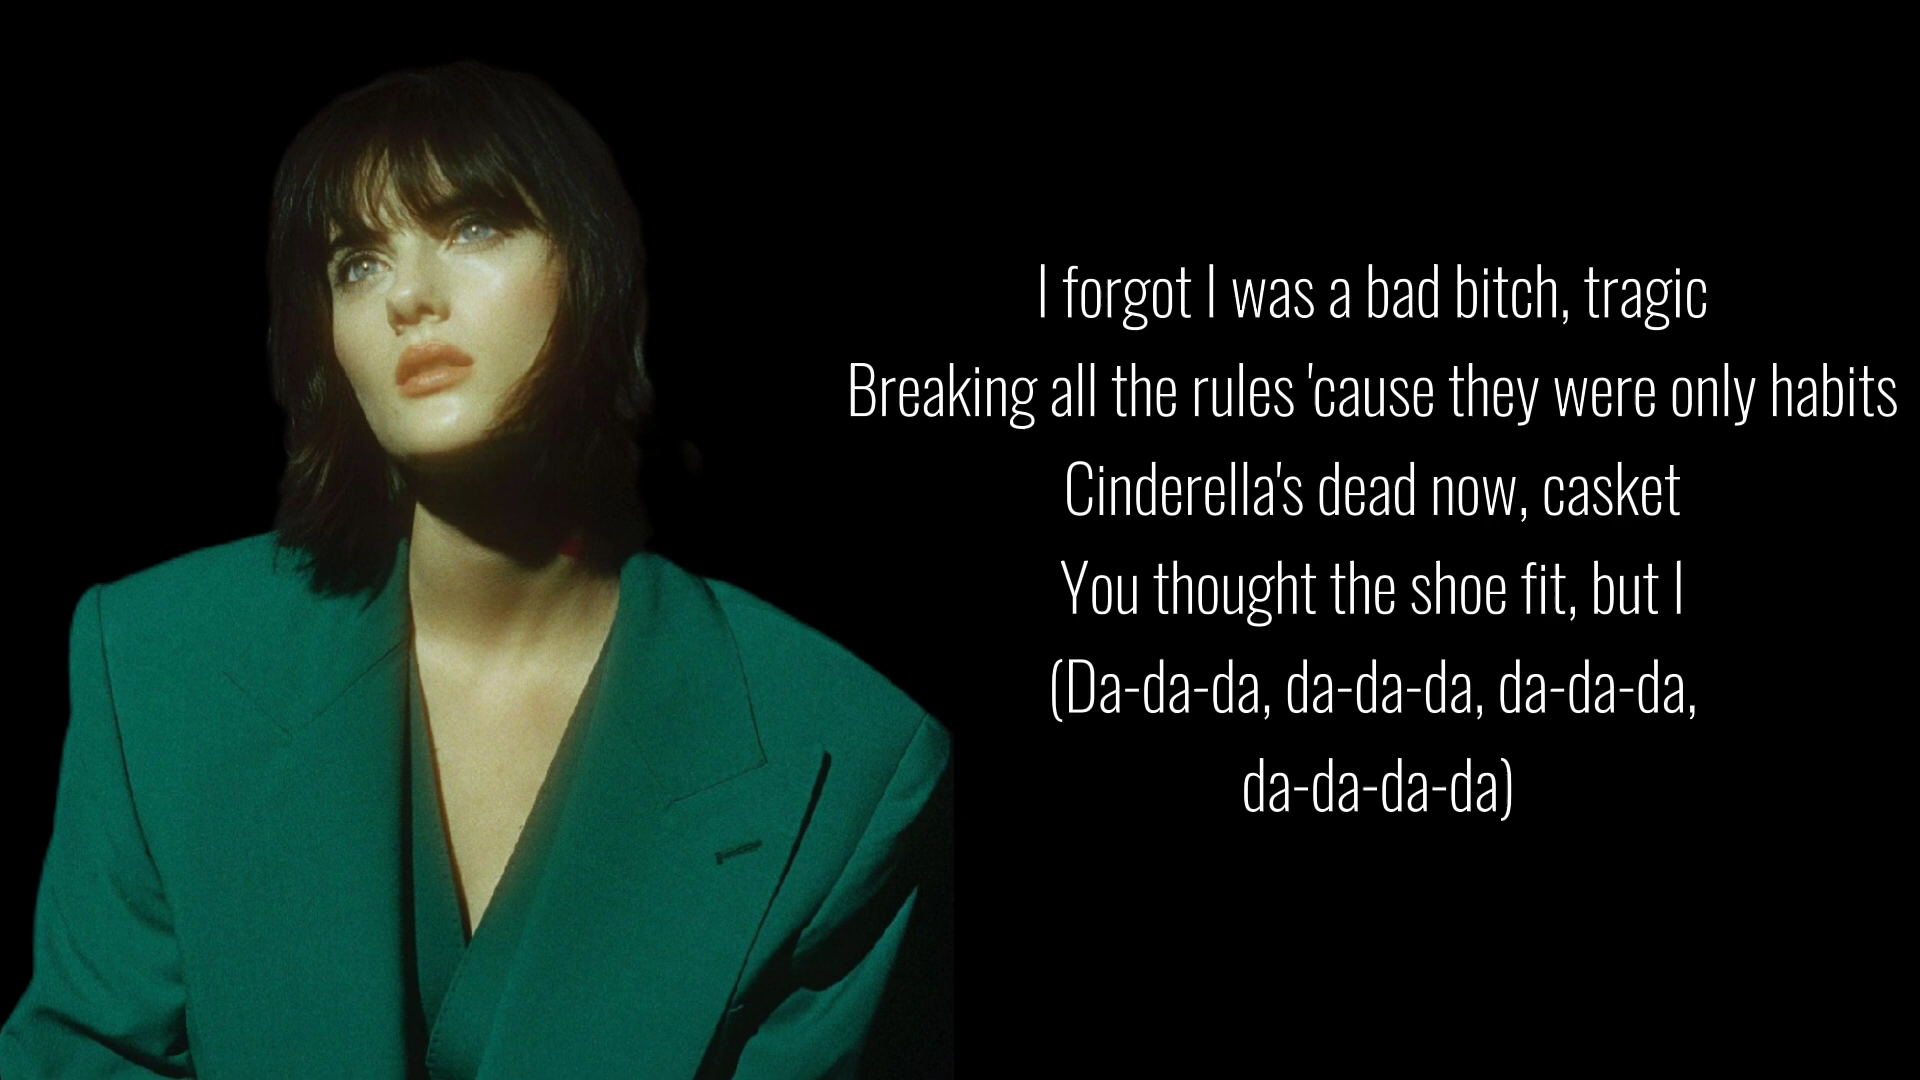 I forgot I was a bad bitch, tragic
Breaking all the rules 'cause they were only habits
Cinderella's dead now, casket
You thought the shoe fit, but I
(Da-da-da, da-da-da, da-da-da,
da-da-da-da)